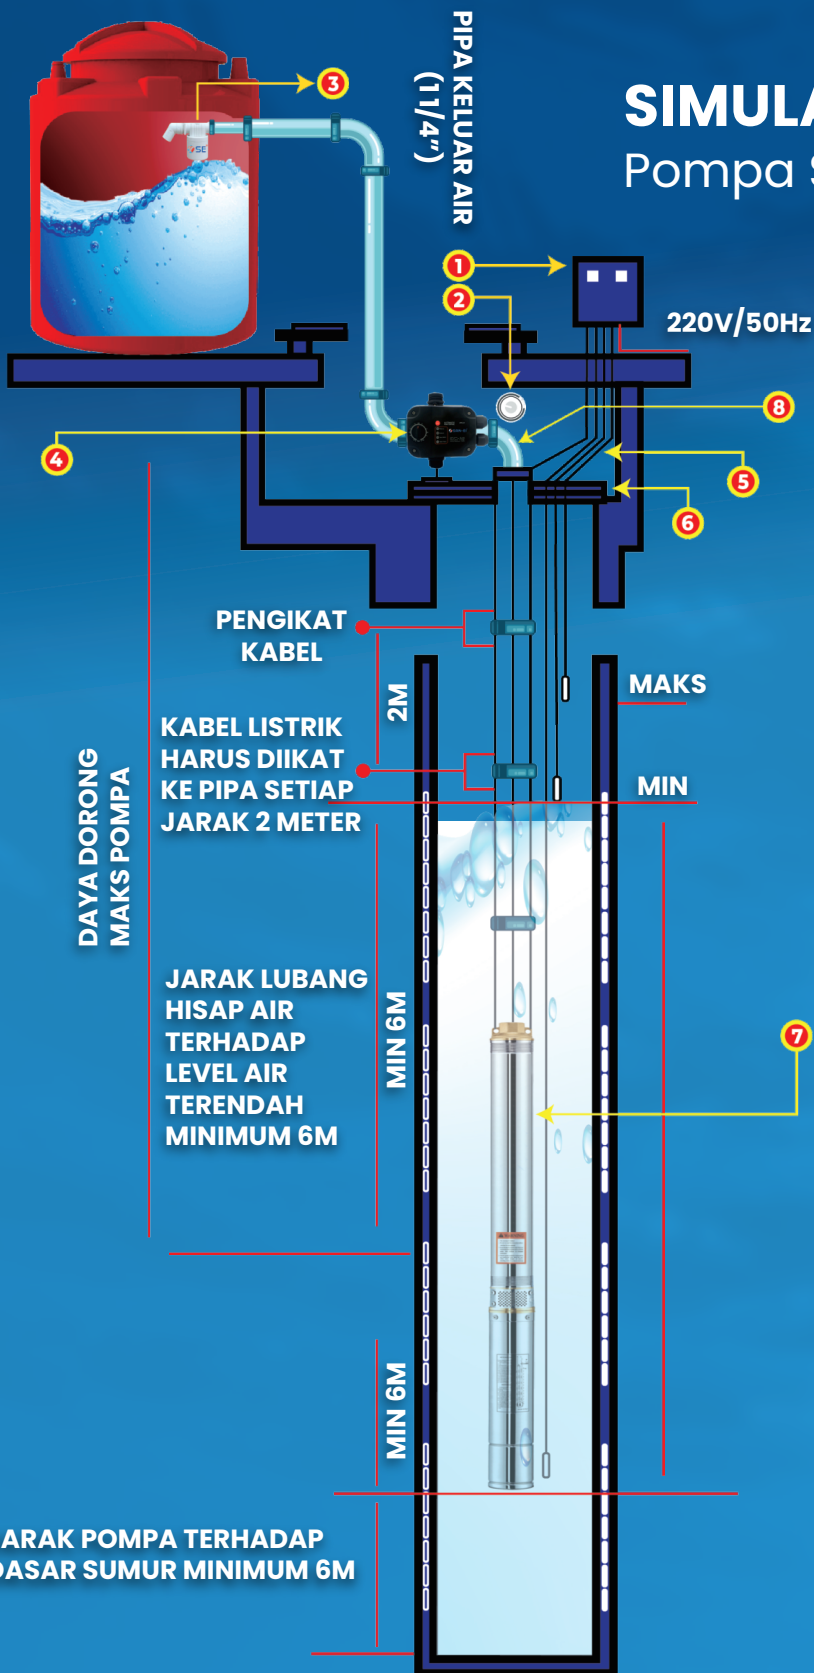 PIPA KELUAR AIR
(11/4")
SIMULA
Pompa S
3
SE
1
2
220V/50Hz
8
4
5
6
PENGIKAT
KABEL
2M
MAKS
KABEL LISTRIK
HARUS DIIKAT
KE PIPA SETIAP
JARAK 2 METER
MIN
DAYA DORONG
MAKS POMPA
JARAK LUBANG
HISAP AIR
TERHADAP
LEVEL AIR
TERENDAH
MINIMUM 6M
MIN 6M
7
MIN 6M
ARAK POMPA TERHADAP
DASAR SUMUR MINIMUM 6M